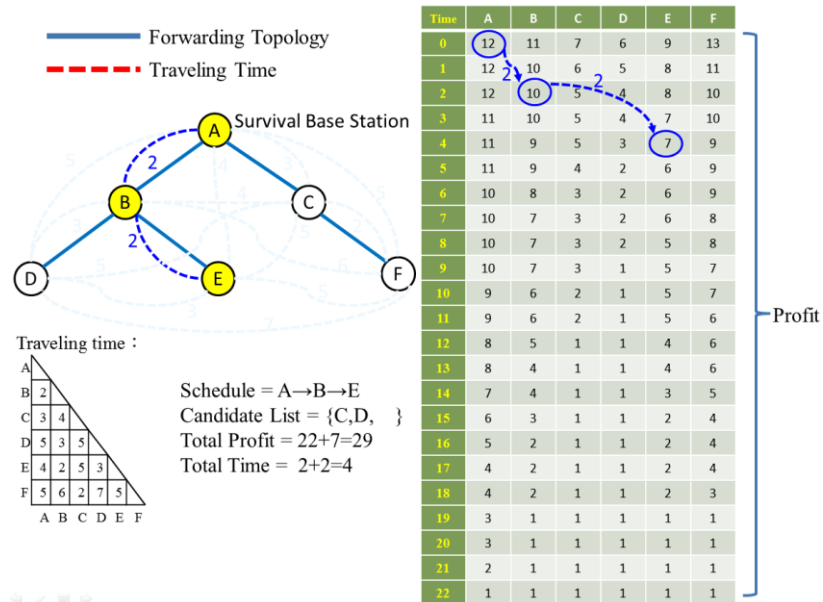 Forwarding Topology
Traveling Time
Survival Base Station
A
2
B
C
2
D
E
F
5
7
Traveling time：
A
B 2
C 3 4
D 5 3 5
E 4 2 5 3
F 5 6 2 7 5
A B C D E F
Schedule = A→B→E
Candidate List = {C,D, }
Total Profit = 22+7=29
Total Time = 2+2=4
Time A B C D E F
0 12 11 7 6 9 13
1 12 10 6 5 8 11
2 12 10 5 4 8 10
3 11 10 5 4 7 10
4 11 9 5 3 7 9
5 11 9 4 2 6 9
6 10 8 3 2 6 9
7 10 7 3 2 6 8
8 10 7 3 2 5 8
9 10 7 3 1 5 7
10 9 6 2 1 5 7
11 9 6 2 1 5 6
12 8 5 1 1 4 6
13 8 4 1 1 4 6
14 7 4 1 1 3 5
15 6 3 1 1 2 4
16 5 2 1 1 2 4
17 4 2 1 1 2 4
18 4 2 1 1 2 3
19 3 1 1 1 1 1
20 3 1 1 1 1 1
21 2 1 1 1 1 1
22 1 1 1 1 1 1
2
2
Profit